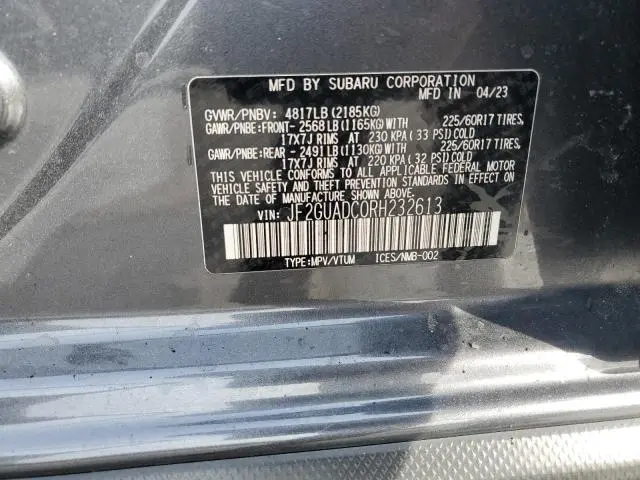 MFD BY SUBARU CORPORATION
MFD IN 04/23
GVWR/PNBV: 4817LB (2185KG)
GAWR/PNBE:FRONT- 2568LB(1165KG)WITH 225/60R17 TIRES,
17X7J RIMS AT 230 KPA (33 PSI)COLD
GAWR/PNBE:REAR - 2491LB(1130KG)WITH 225/60R17 TIRES,
17X7J RIMS AT 220 KPA (32 PSI)COLD
THIS VEHICLE CONFORMS TO ALL APPLICABLE FEDERAL MOTOR
VEHICLE SAFETY AND THEFT PREVENTION STANDARDS IN EFFECT ON
THE DATE OF MANUFACTURE SHOWN ABOVE.
VIN: JF2GUADC0RH232613
TYPE:MPV/VTUM ICES/NMB-002